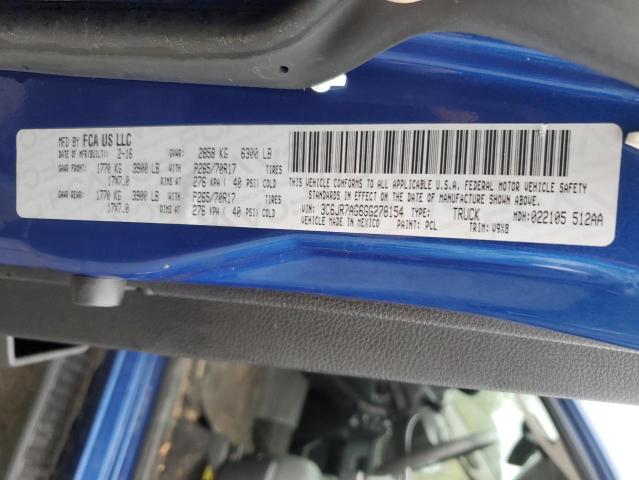 MFD BY FCA US LLC
DATE OF MFR(BUILT): 2-16 GVWR: 2858 KG 6300 LB
GAWR FRONT: 1770 KG 3900 LB WITH P265/70R17 TIRES
17X7.0 RIMS AT 276 KPA ( 40 PSI) COLD
GAWR REAR: 1770 KG 3900 LB WITH P265/70R17 TIRES
17X7.0 RIMS AT 276 KPA ( 40 PSI) COLD
THIS VEHICLE CONFORMS TO ALL APPLICABLE U.S.A. FEDERAL MOTOR VEHICLE SAFETY
STANDARDS IN EFFECT ON THE DATE OF MANUFACTURE SHOWN ABOVE.
VIN: 3C6JR7AG6GG278154 TYPE: TRUCK MDH: 022105 512AA
VEHICLE MADE IN MEXICO PAINT: PCL TRIM: V9X8